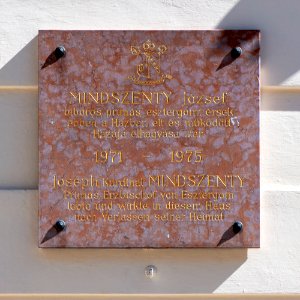 MINDSZENTY József
bíboros prímás esztergomi érsek
ebben a Házban élt és működött
Hazája elhagyása után
1971 1975
Joseph Kardinal MINDSZENTY
Primas Erzbischof von Esztergom
lebte und wirkte in diesem Haus
nach Verlassen seiner Heimat